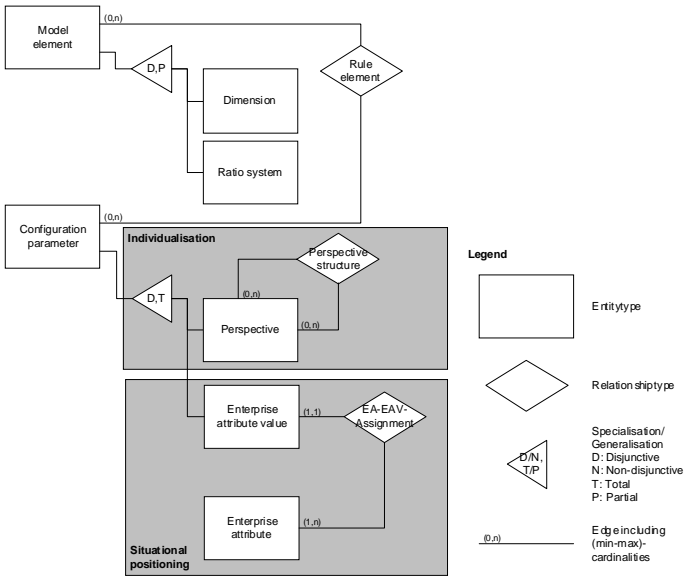 Model
element
(0,n)
D,P
Rule
element
Dimension
Ratio system
Configuration
parameter
(0,n)
Individualisation
Perspective
structure
D,T
(0,n)
Perspective
(0,n)
Enterprise
attribute value
(1,1)
EA-EAV-
Assignment
Enterprise
attribute
(1,n)
Situational
positioning
Legend
Entitytype
Relationshiptype
D/N,
T/P
Specialisation/
Generalisation
D: Disjunctive
N: Non-disjunctive
T: Total
P: Partial
(0,n)
Edge including
(min-max)-
cardinalities